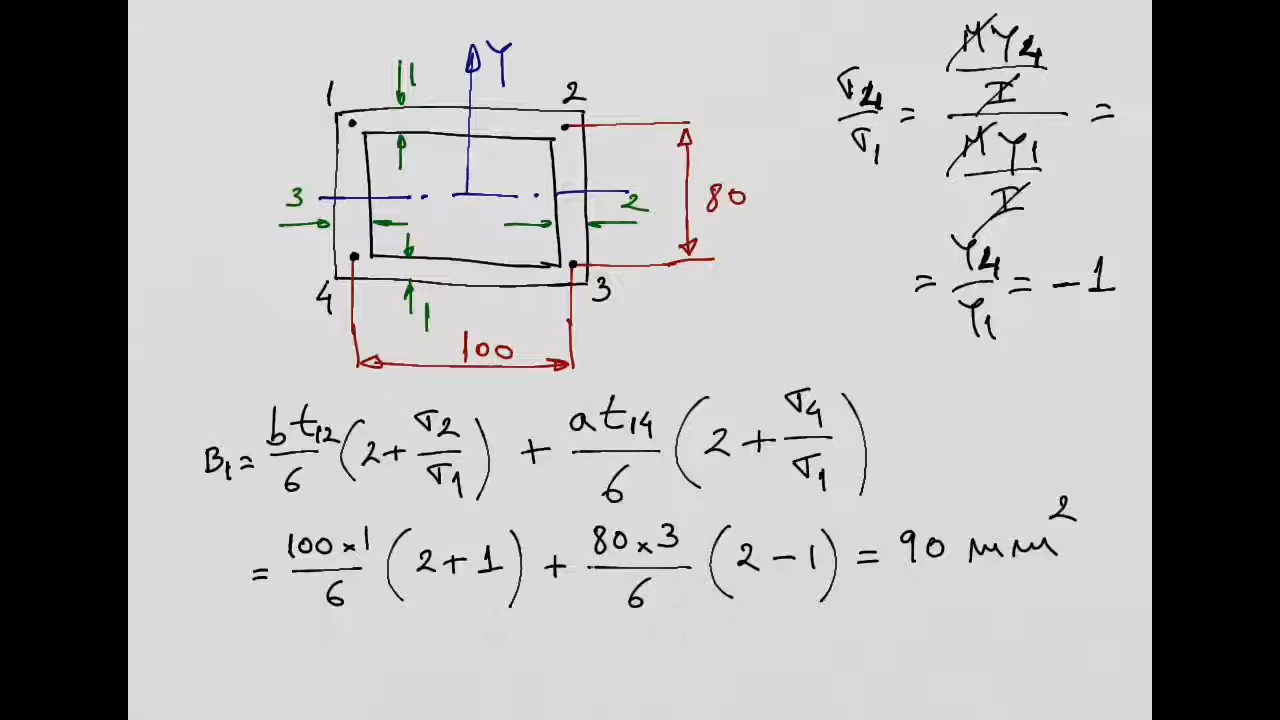 1
Y
1 2
3 2 80
4 1 3
100
σ4/σ1 = (MY4/I)/(MY1/I) =
= Y4/Y1 = -1
B1 = bt12/6 (2 + σ2/σ1) + at14/6 (2 + σ4/σ1)
= 100×1/6 (2 + 1) + 80×3/6 (2 - 1) = 90 mm²